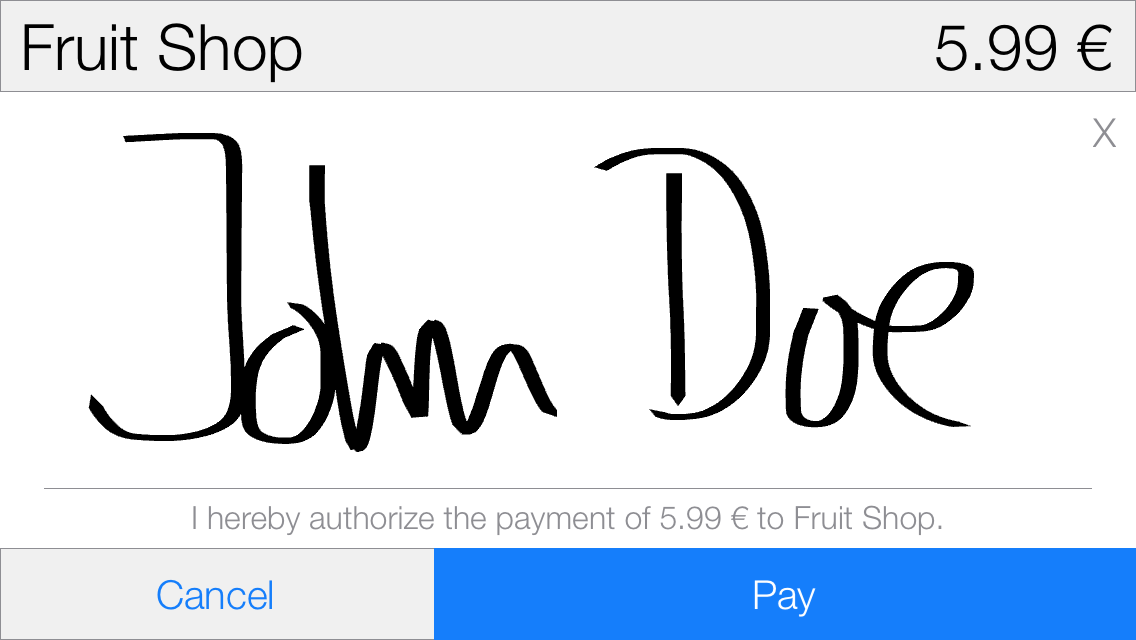 Fruit Shop 5.99 €
X
John Doe
I hereby authorize the payment of 5.99 € to Fruit Shop.
Cancel Pay